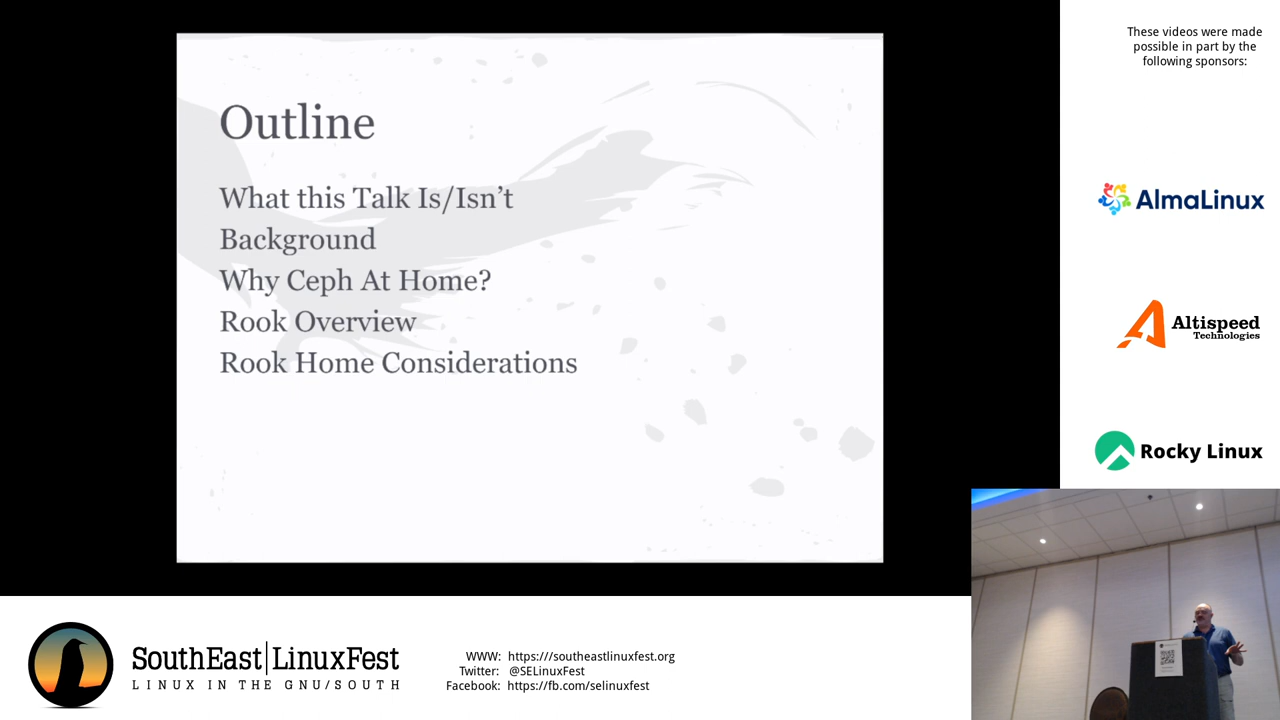 Outline
What this Talk Is/Isn't
Background
Why Ceph At Home?
Rook Overview
Rook Home Considerations
These videos were made
possible in part by the
following sponsors:
AlmaLinux
Altispeed
Technologies
Rocky Linux
SouthEast|LinuxFest
LINUX IN THE GNU/SOUTH
WWW: https:///southeastlinuxfest.org
Twitter: @SELinuxFest
Facebook: https://fb.com/selinuxfest